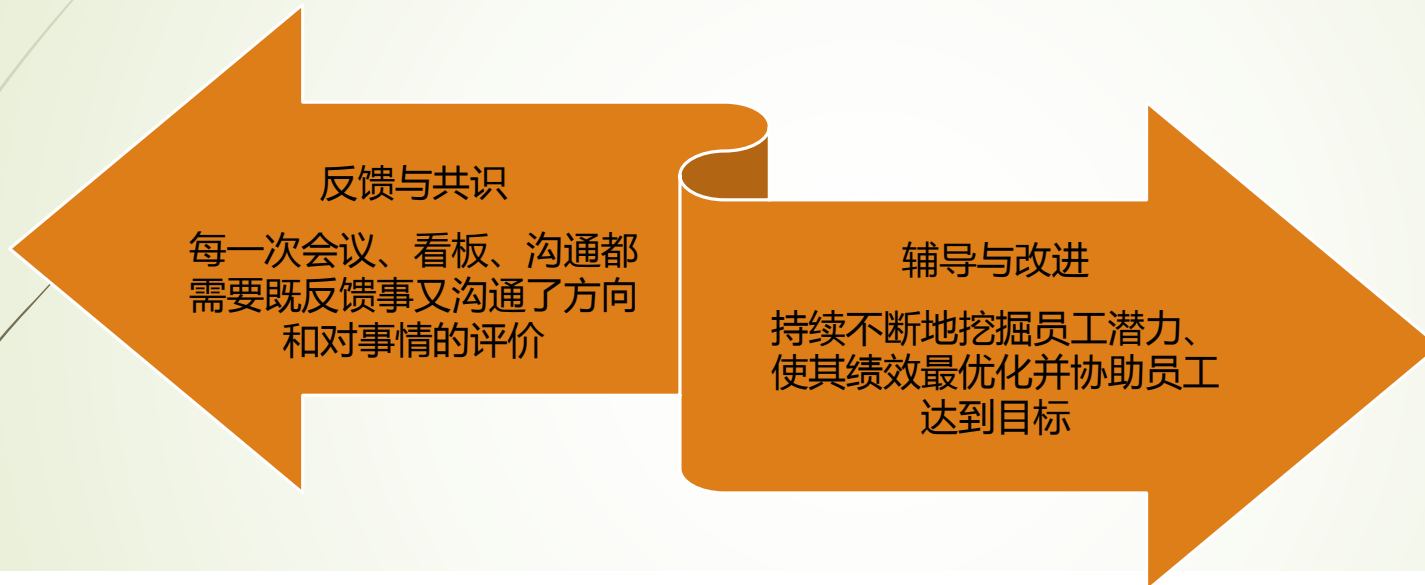 反馈与共识
每一次会议、看板、沟通都
需要既反馈事又沟通了方向
和对事情的评价
辅导与改进
持续不断地挖掘员工潜力、
使其绩效最优化并协助员工
达到目标